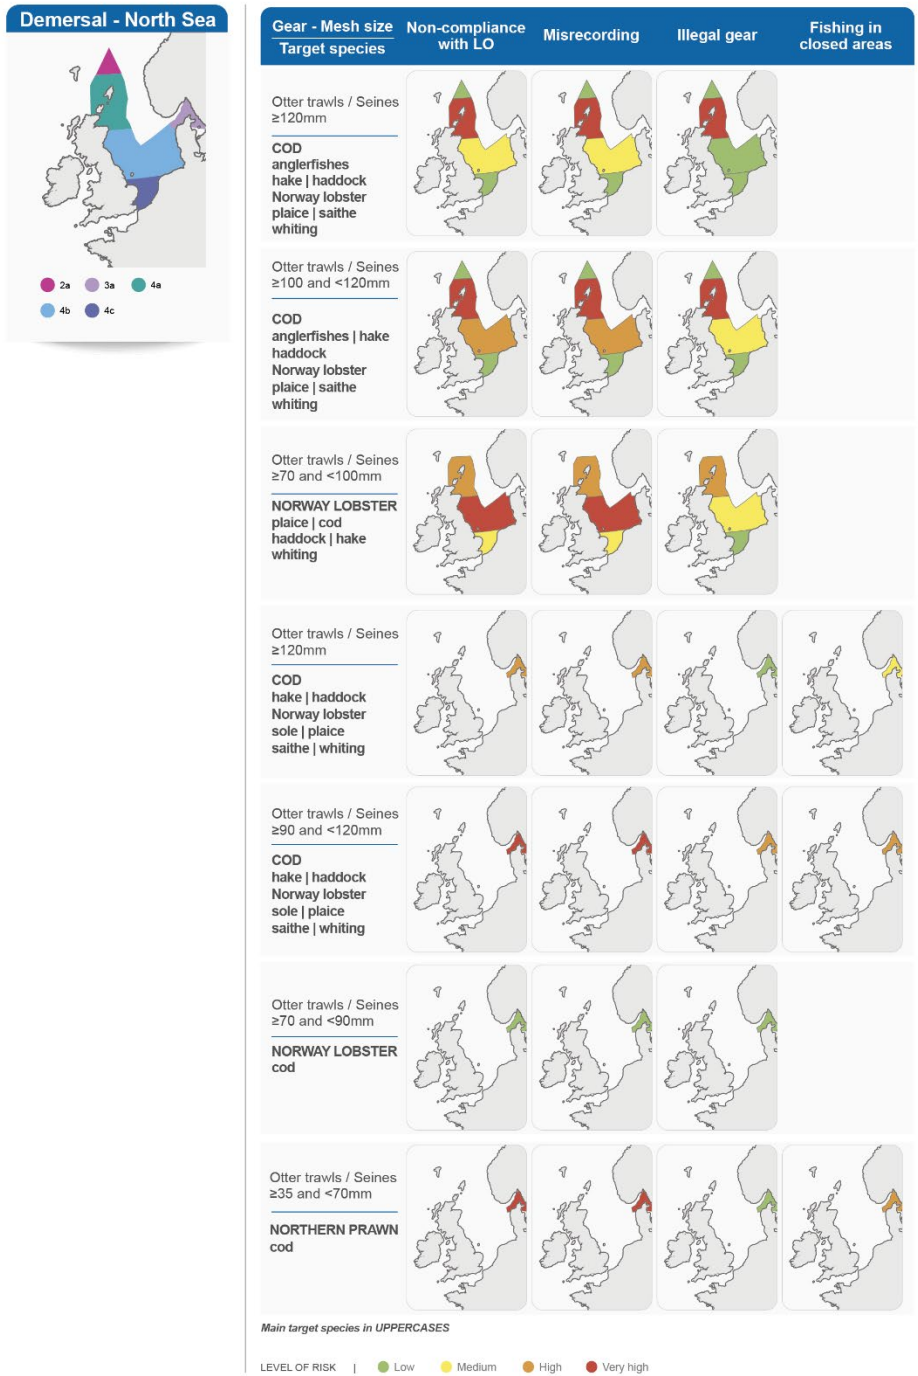 Demersal - North Sea
2a
3a
4a
4b
4c
Gear - Mesh size
Target species
Non-compliance
with LO
Misrecording
Illegal gear
Fishing in
closed areas
Otter trawls / Seines
≥120mm
COD
anglerfishes
hake | haddock
Norway lobster
plaice | saithe
whiting
Otter trawls / Seines
≥100 and <120mm
COD
anglerfishes | hake
haddock
Norway lobster
plaice | saithe
whiting
Otter trawls / Seines
≥70 and <100mm
NORWAY LOBSTER
plaice | cod
haddock | hake
whiting
Otter trawls / Seines
≥120mm
COD
hake | haddock
Norway lobster
sole | plaice
saithe | whiting
Otter trawls / Seines
≥90 and <120mm
COD
hake | haddock
Norway lobster
sole | plaice
saithe | whiting
Otter trawls / Seines
≥70 and <90mm
NORWAY LOBSTER
cod
Otter trawls / Seines
≥35 and <70mm
NORTHERN PRAWN
cod
Main target species in UPPERCASES
LEVEL OF RISK | Low Medium High Very high